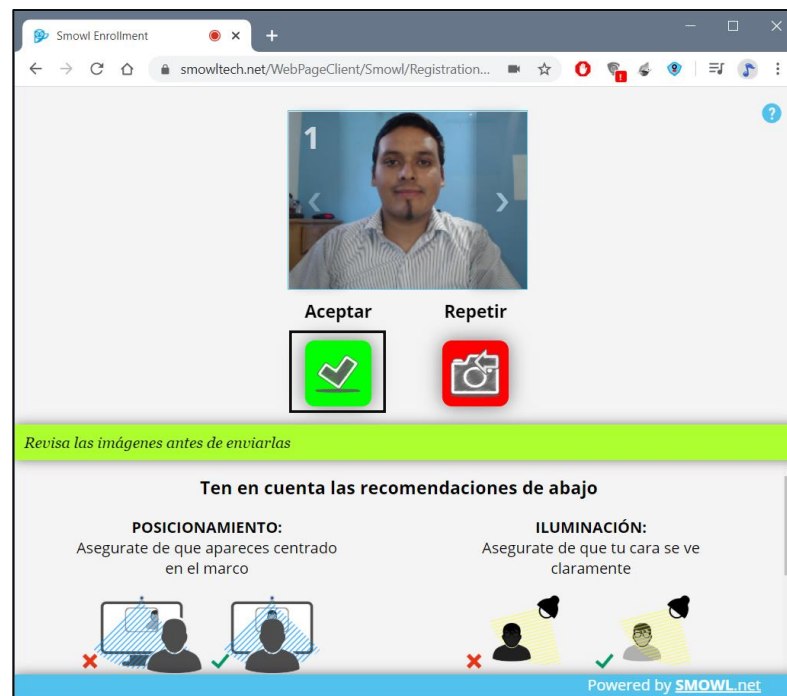 Smowl Enrollment
smowltech.net/WebPageClient/Smowl/Registration...
1
Aceptar Repetir
Revisa las imágenes antes de enviarlas
Ten en cuenta las recomendaciones de abajo
POSICIONAMIENTO:
Asegurate de que apareces centrado
en el marco
ILUMINACIÓN:
Asegurate de que tu cara se ve
claramente
Powered by SMOWL.net